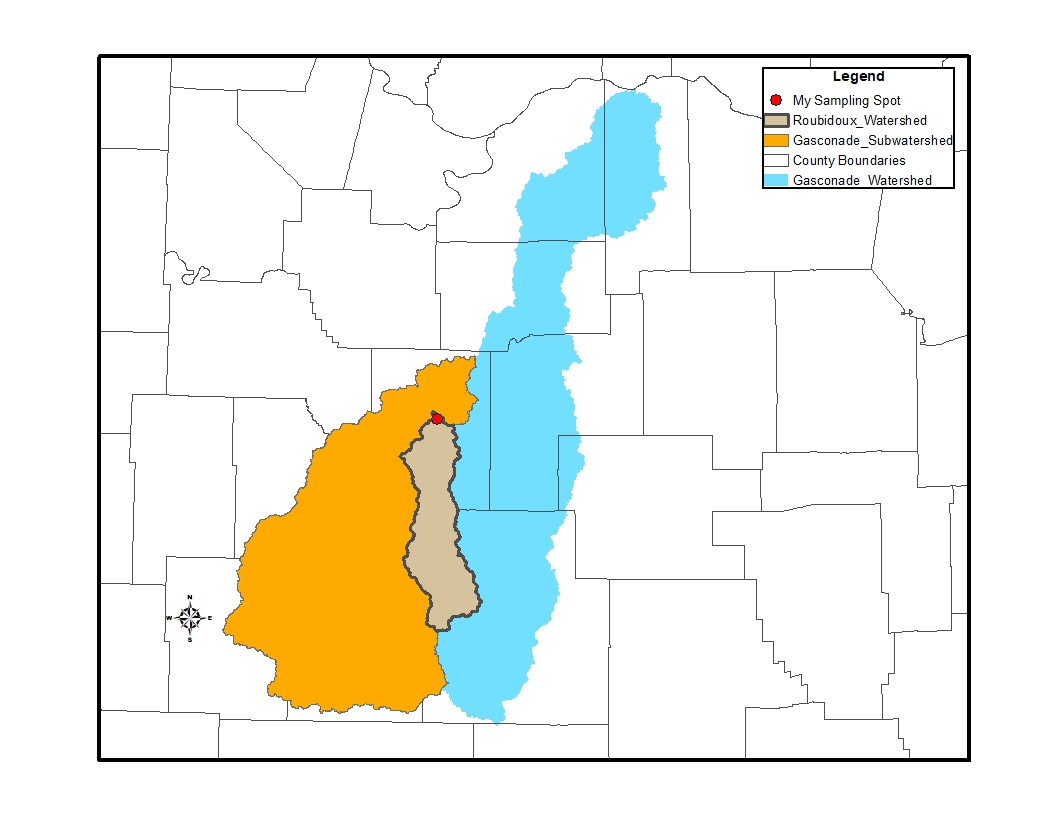 Legend
My Sampling Spot
Roubidoux_Watershed
Gasconade_Subwatershed
County Boundaries
Gasconade_Watershed
N
W E
S